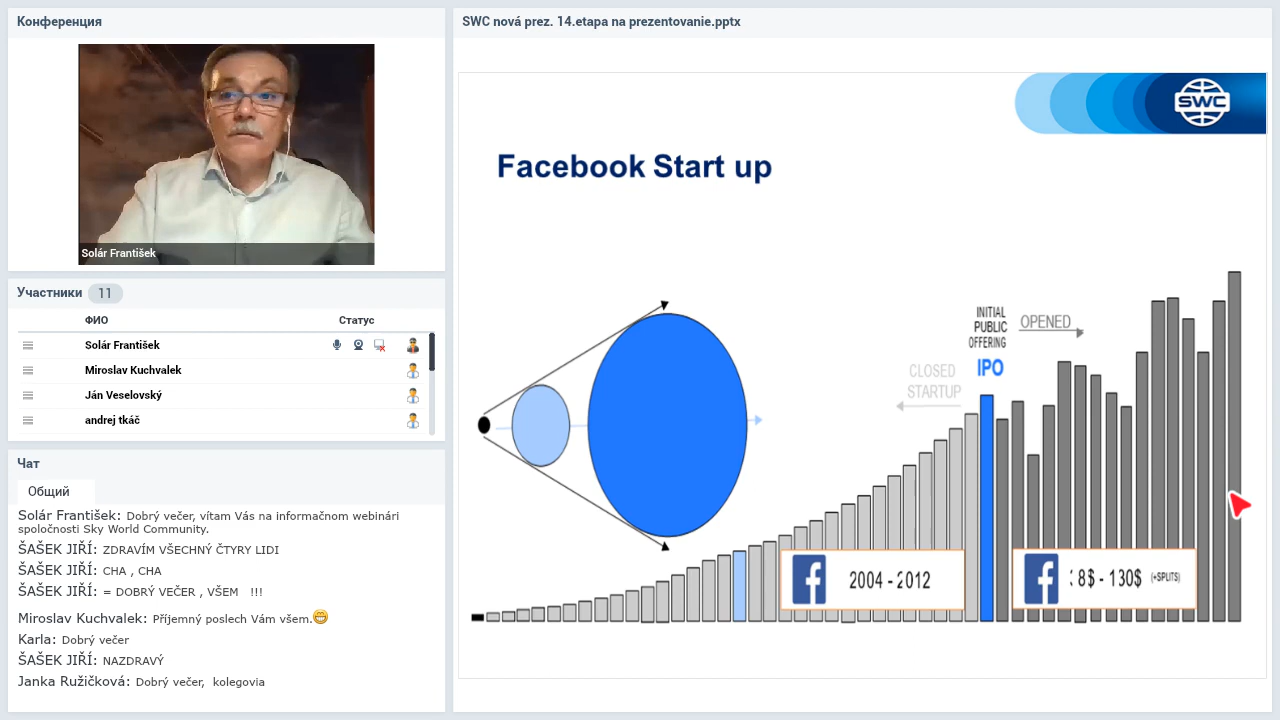 Конференция
Solár František
Участники 11
ФИО Статус
Solár František
Miroslav Kuchvalek
Ján Veselovský
andrej tkáč
Чат
Общий
Solár František: Dobrý večer, vítam Vás na informačnom webinári
spoločnosti Sky World Community.
ŠAŠEK JIŘÍ: ZDRAVÍM VŠECHNÝ ČTYRY LIDI
ŠAŠEK JIŘÍ: CHA , CHA
ŠAŠEK JIŘÍ: = DOBRÝ VEČER , VŠEM !!!
Miroslav Kuchvalek: Příjemný poslech Vám všem.
Karla: Dobrý večer
ŠAŠEK JIŘÍ: NAZDRAVÝ
Janka Ružičková: Dobrý večer, kolegovia
SWC nová prez. 14.etapa na prezentovanie.pptx
SWC
Facebook Start up
INITIAL
PUBLIC
OFFERING
IPO
OPENED
CLOSED
STARTUP
f 2004 - 2012
f 8$ - 130$ (+SPLITS)